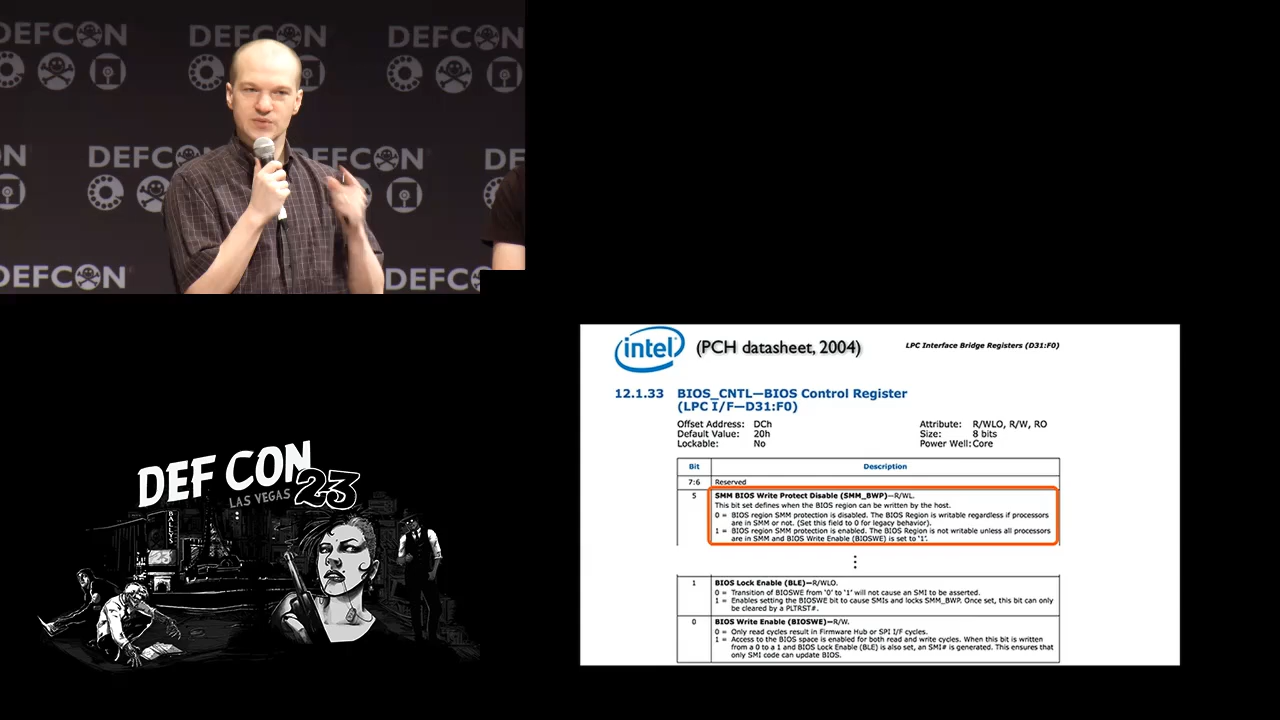 DEFCON DEFCON DEFCON
DEFCON DEFCON DE
DEFCON DEFCON
DEF CON 23
LAS VEGAS
BALLYS
23
intel
(PCH datasheet, 2004)
LPC Interface Bridge Registers (D31:F0)
12.1.33 BIOS_CNTL—BIOS Control Register
(LPC I/F—D31:F0)
Offset Address: DCh Attribute: R/WLO, R/W, RO
Default Value: 20h Size: 8 bits
Lockable: No Power Well: Core
Bit Description
7:6 Reserved
5 SMM BIOS Write Protect Disable (SMM_BWP)—R/WL.
This bit set defines when the BIOS region can be written by the host.
0 = BIOS region SMM protection is disabled. The BIOS Region is writable regardless if processors
are in SMM or not. (Set this field to 0 for legacy behavior).
1 = BIOS region SMM protection is enabled. The BIOS Region is not writable unless all processors
are in SMM and BIOS Write Enable (BIOSWE) is set to '1'.
1 BIOS Lock Enable (BLE)—R/WLO.
0 = Transition of BIOSWE from '0' to '1' will not cause an SMI to be asserted.
1 = Enables setting the BIOSWE bit to cause SMIs and locks SMM_BWP. Once set, this bit can only
be cleared by a PLTRST#.
0 BIOS Write Enable (BIOSWE)—R/W.
0 = Only read cycles result in Firmware Hub or SPI I/F cycles.
1 = Access to the BIOS space is enabled for both read and write cycles. When this bit is written
from a 0 to a 1 and BIOS Lock Enable (BLE) is also set, an SMI# is generated. This ensures that
only SMI code can update BIOS.